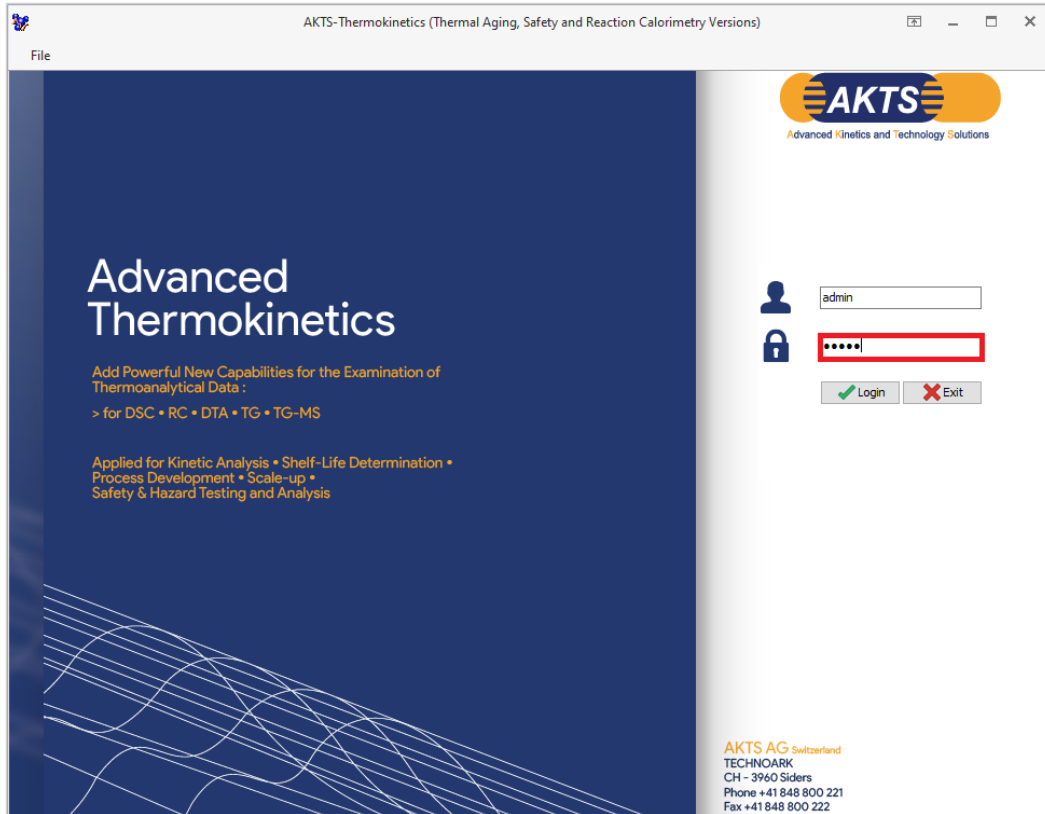 AKTS-Thermokinetics (Thermal Aging, Safety and Reaction Calorimetry Versions)
File
AKTS
Advanced Kinetics and Technology Solutions
Advanced
Thermokinetics
Add Powerful New Capabilities for the Examination of
Thermoanalytical Data :
> for DSC • RC • DTA • TG • TG-MS
Applied for Kinetic Analysis • Shelf-Life Determination •
Process Development • Scale-up •
Safety & Hazard Testing and Analysis
admin
•••••
Login
Exit
AKTS AG Switzerland
TECHNOARK
CH - 3960 Siders
Phone +41 848 800 221
Fax +41 848 800 222